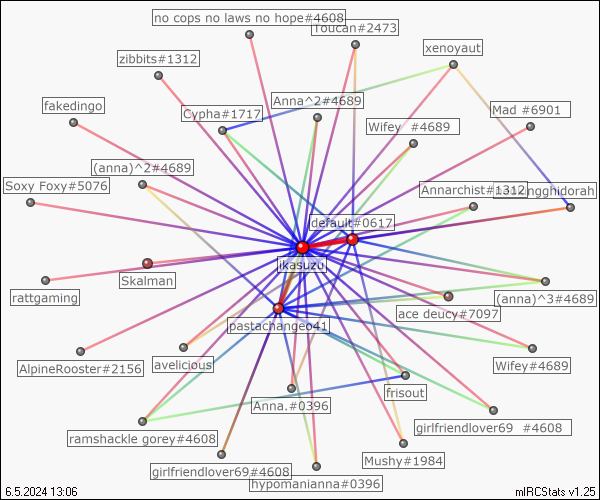 no cops no laws no hope#4608
Toucan#2473
xenoyaut
zibbits#1312
Anna^2#4689
fakedingo
Cypha#1717
Mad #6901
Wifey #4689
(anna)^2#4689
Soxy Foxy#5076
Annarchist#1312
ngghidorah
default#0617
ikasuzu
Skalman
rattgaming
(anna)^3#4689
ace deucy#7097
pastachangeo41
AlpineRooster#2156
avelicious
Wifey#4689
frisout
Anna.#0396
ramshackle gorey#4608
girlfriendlover69 #4608
Mushy#1984
girlfriendlover69#4608
hypomanianna#0396
6.5.2024 13:06
mIRCStats v1.25